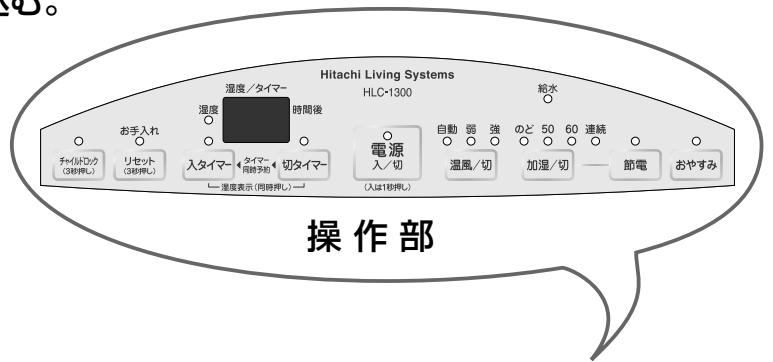 込む。
Hitachi Living Systems
HLC-1300
湿度／タイマー
湿度
時間後
給水
お手入れ
自動 弱 強
のど 50 60 連続
チャイルドロック
(3秒押し)
リセット
(3秒押し)
入タイマー
タイマー
同時予約
切タイマー
湿度表示(同時押し)
電源
入／切
(入は1秒押し)
温風／切
加湿／切
節電
おやすみ
操作部